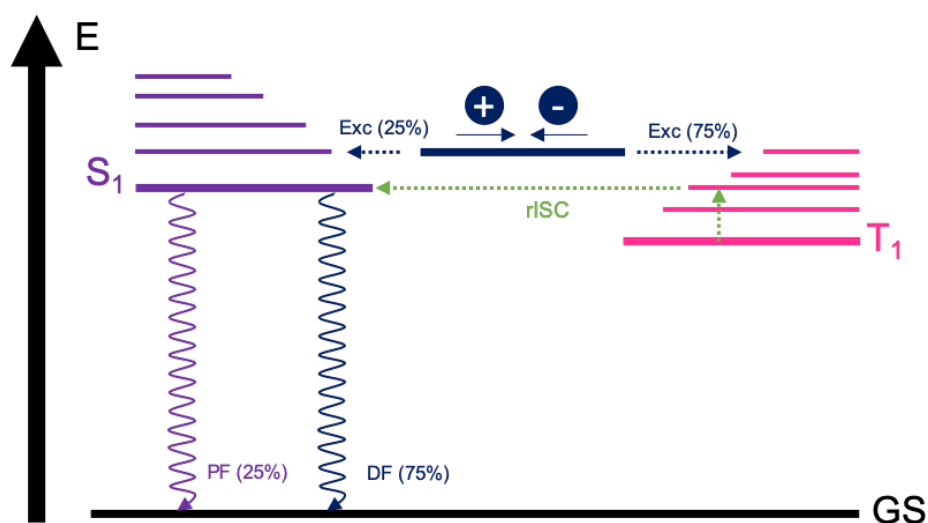 E
+
-
Exc (25%)
Exc (75%)
S1
rISC
T1
PF (25%)
DF (75%)
GS